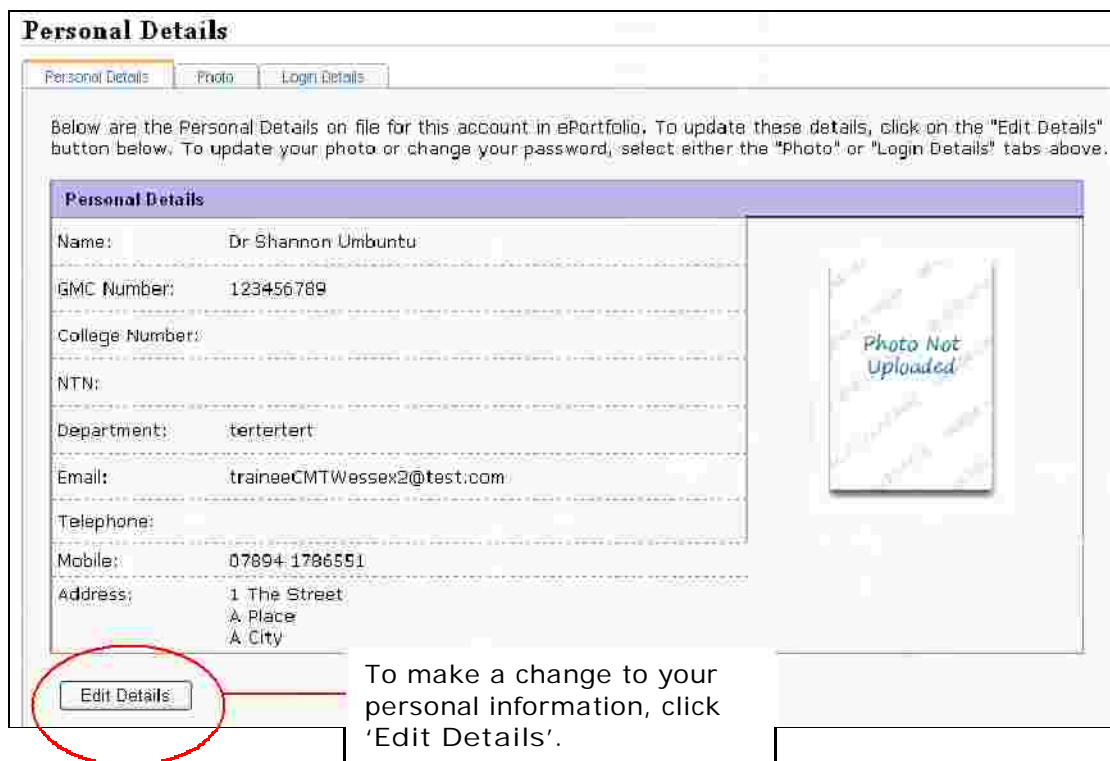 Personal Details
Personal Details Photo Login Details
Below are the Personal Details on file for this account in ePortfolio. To update these details, click on the "Edit Details"
button below. To update your photo or change your password, select either the "Photo" or "Login Details" tabs above.
Personal Details
Name: Dr Shannon Umbuntu
GMC Number: 123456789
College Number:
NTN:
Department: tertertert
Email: traineeCMTWessex2@test.com
Telephone:
Mobile: 07894 1786551
Address: 1 The Street
A Place
A City
Photo Not
Uploaded
Edit Details
To make a change to your
personal information, click
‘Edit Details’.